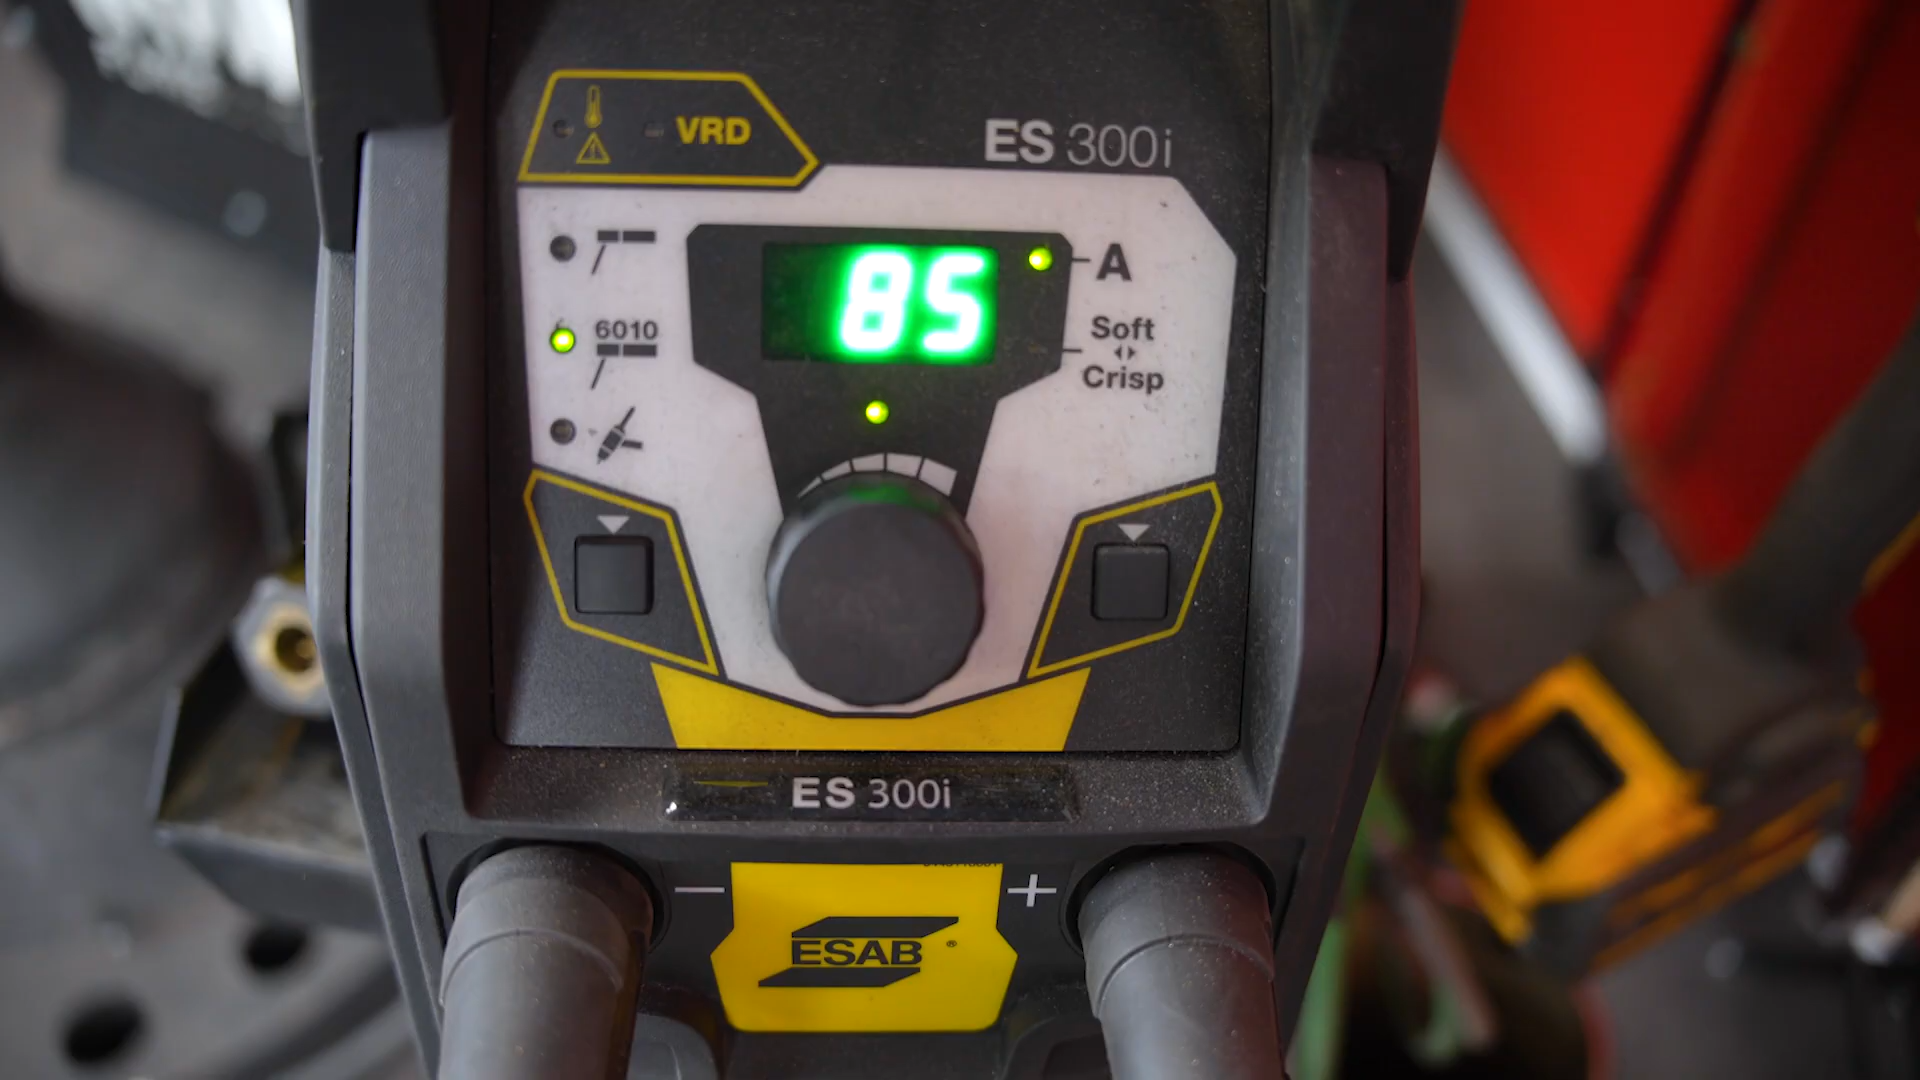 VRD
ES 300i
85
A
6010
Soft
Crisp
ES 300i
− +
ESAB®